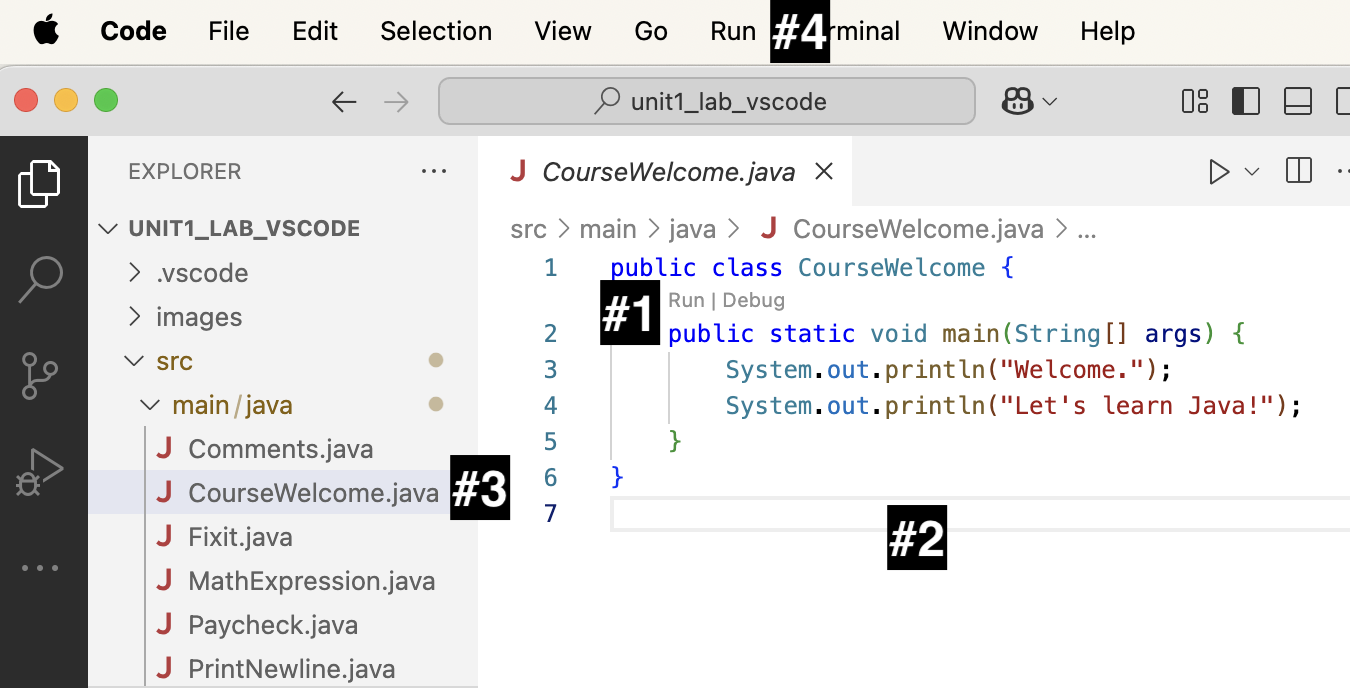 Code File Edit Selection View Go Run #4 rminal Window Help
unit1_lab_vscode
EXPLORER ...
UNIT1_LAB_VSCODE
.vscode
images
src
main/java
J Comments.java
J CourseWelcome.java #3
J Fixit.java
J MathExpression.java
J Paycheck.java
J PrintNewline.java
J CourseWelcome.java
src > main > java > J CourseWelcome.java > ...
1 public class CourseWelcome {
#1 Run | Debug
2 public static void main(String[] args) {
3 System.out.println("Welcome.");
4 System.out.println("Let's learn Java!");
5 }
6 }
7
#2